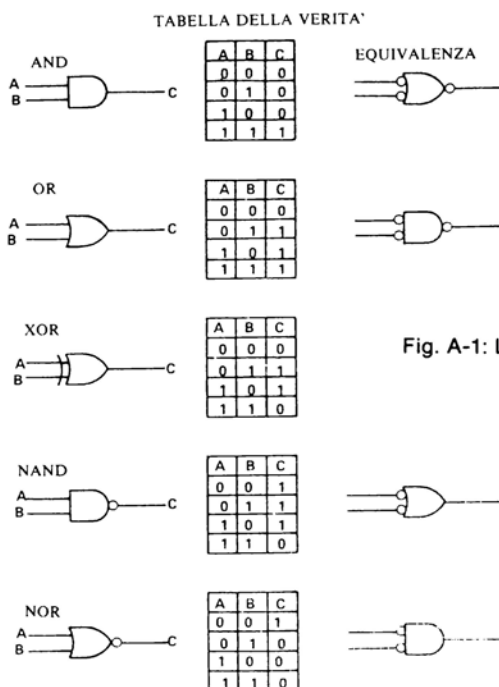 TABELLA DELLA VERITA'
AND
A
B
C
A B C
0 0 0
0 1 0
1 0 0
1 1 1
EQUIVALENZA
OR
A
B
C
A B C
0 0 0
0 1 1
1 0 1
1 1 1
XOR
A
B
C
A B C
0 0 0
0 1 1
1 0 1
1 1 0
Fig. A-1: L
NAND
A
B
C
A B C
0 0 1
0 1 1
1 0 1
1 1 0
NOR
A
B
C
A B C
0 0 1
0 1 0
1 0 0
1 1 0